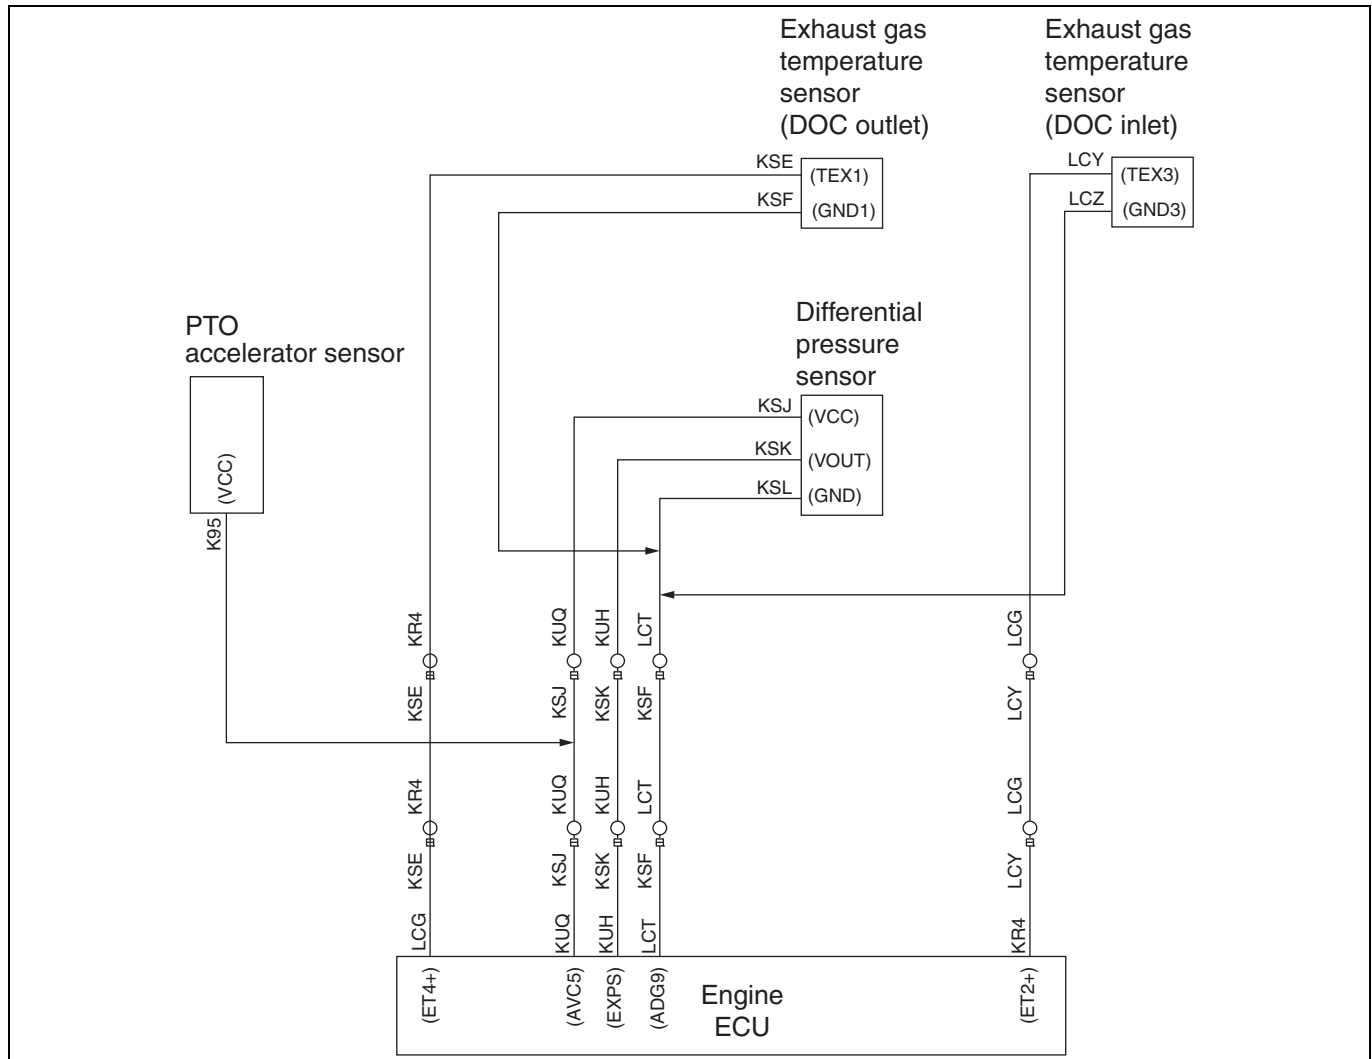 Exhaust gas
temperature
sensor
(DOC outlet)
Exhaust gas
temperature
sensor
(DOC inlet)
KSE
(TEX1)
KSF
(GND1)
LCY
(TEX3)
LCZ
(GND3)
PTO
accelerator sensor
(VCC)
K95
Differential
pressure
sensor
KSJ
(VCC)
KSK
(VOUT)
KSL
(GND)
KR4
KUQ
KUH
LCT
LCG
KSE
KSJ
KSK
KSF
LCY
KR4
KUQ
KUH
LCT
LCG
KSE
KSJ
KSK
KSF
LCY
LCG
KUQ
KUH
LCT
KR4
(ET4+)
(AVC5)
(EXPS)
(ADG9)
(ET2+)
Engine
ECU